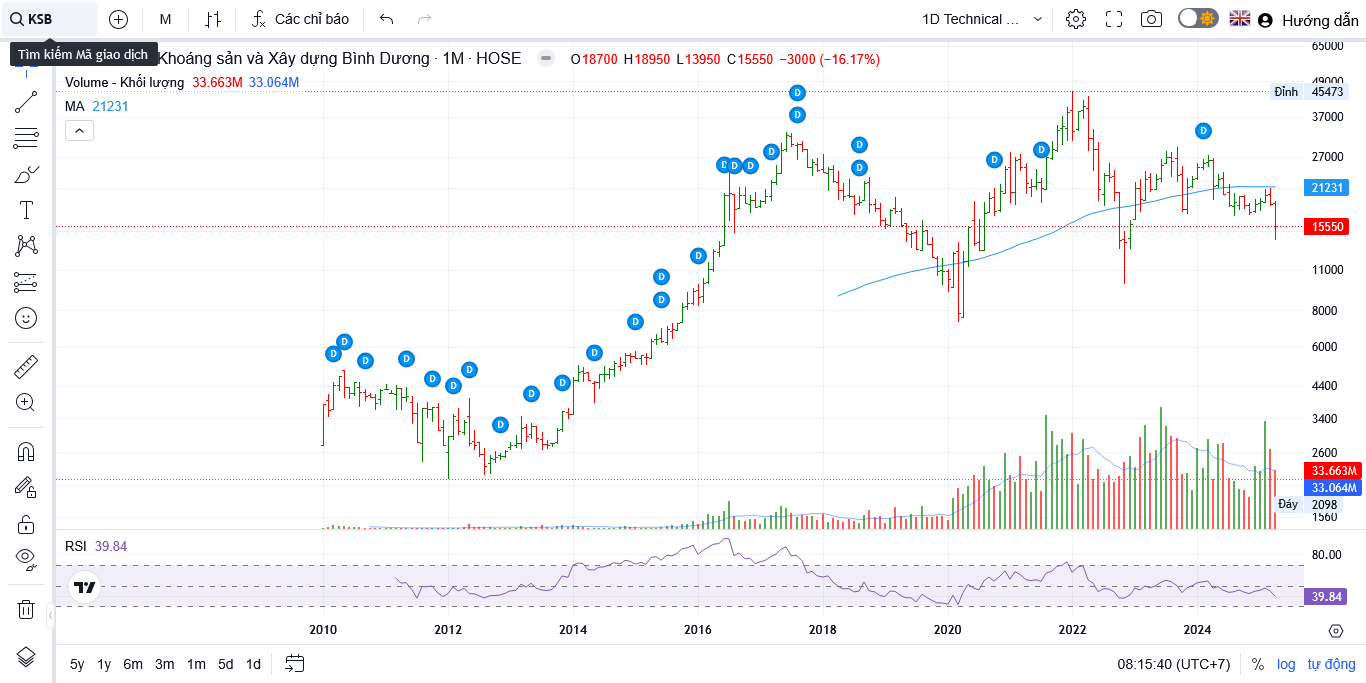 KSB M Các chỉ báo 1D Technical ... Hướng dẫn
Tìm kiếm Mã giao dịch Khoáng sản và Xây dựng Bình Dương · 1M · HOSE O18700 H18950 L13950 C15550 −3000 (−16.17%)
Volume - Khối lượng 33.663M 33.064M
MA 21231
65000
49000
Đỉnh 45473
37000
27000
21231
15550
11000
8000
6000
4400
3400
2600
33.663M
33.064M
Đáy 2098
1560
D D D D D D D D D D D D D D D D D D D D D D D D D D
RSI 39.84
80.00
39.84
2010 2012 2014 2016 2018 2020 2022 2024
5y 1y 6m 3m 1m 5d 1d 08:15:40 (UTC+7) % log tự động